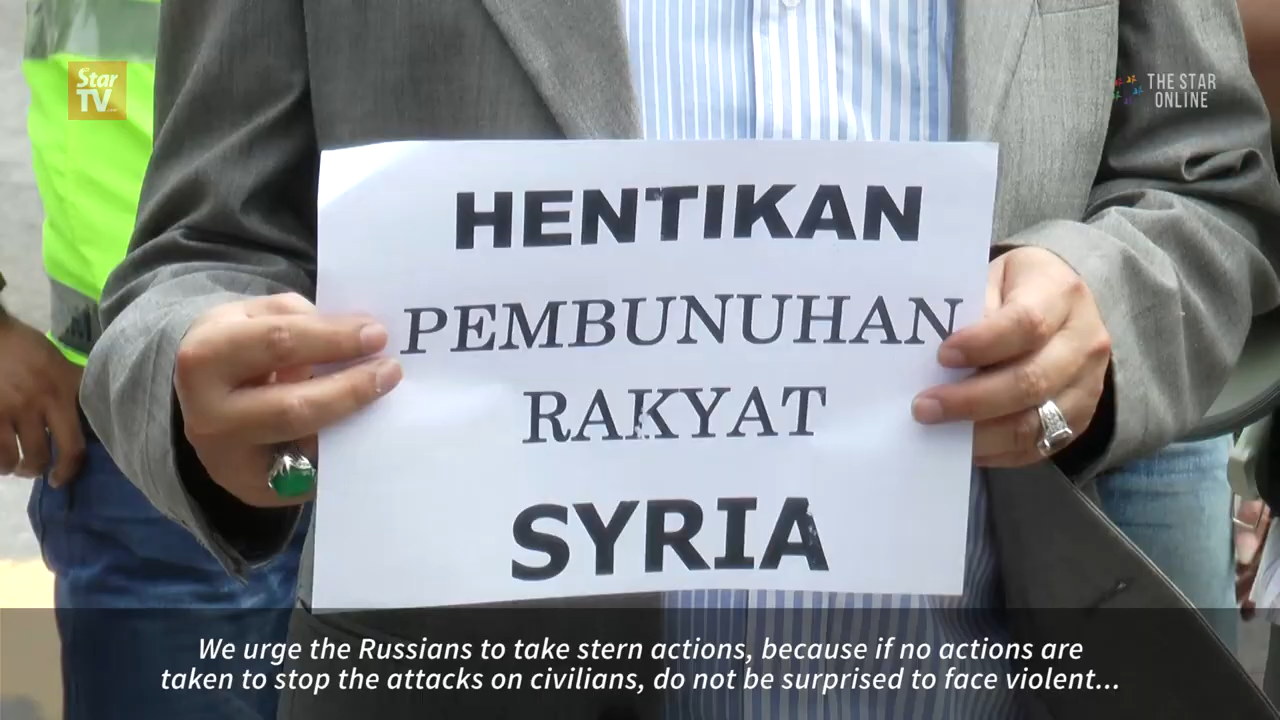 Star
TV
THE STAR
ONLINE
HENTIKAN
PEMBUNUHAN
RAKYAT
SYRIA
We urge the Russians to take stern actions, because if no actions are
taken to stop the attacks on civilians, do not be surprised to face violent...